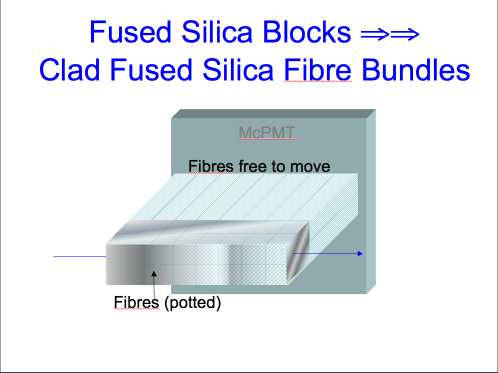 Fused Silica Blocks ⇒⇒
Clad Fused Silica Fibre Bundles
McPMT
Fibres free to move
Fibres (potted)